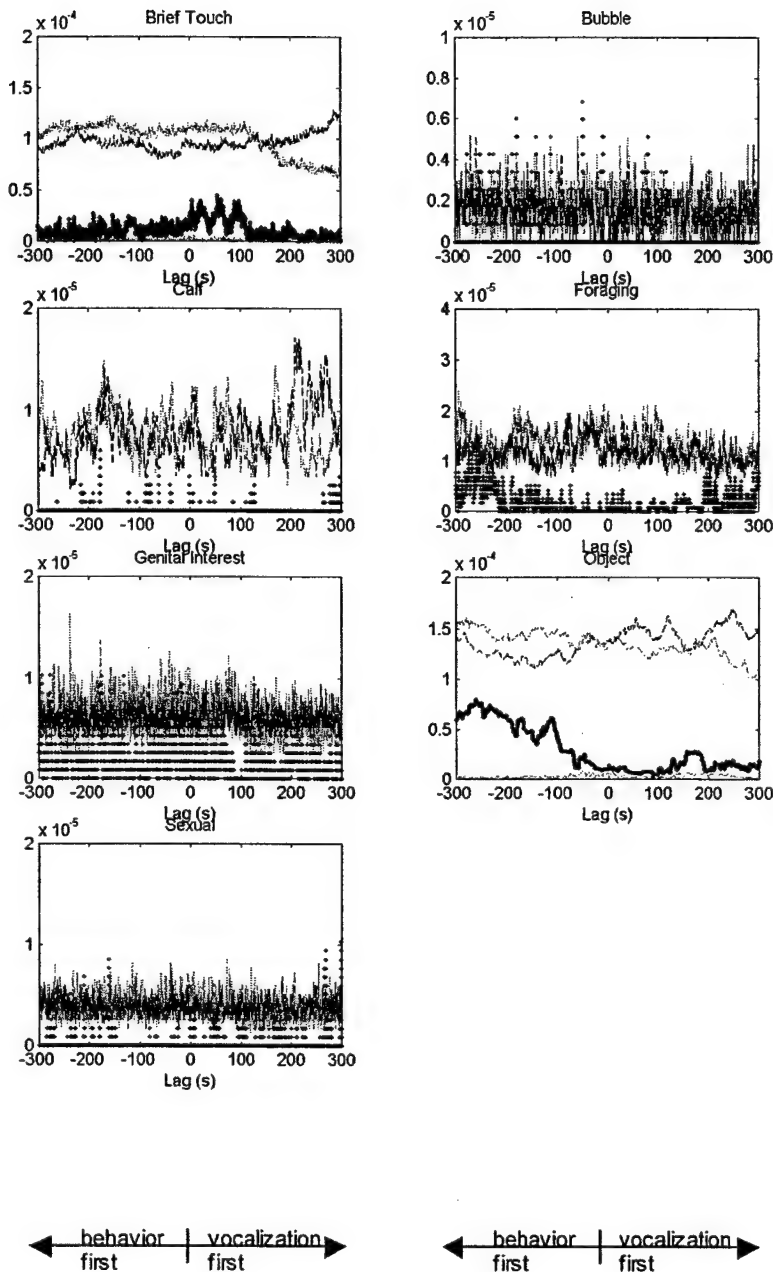 Brief Touch
x 10⁻⁴
2
1.5
1
0.5
0
-300 -200 -100 0 100 200 300
Lag (s)
Bubble
x 10⁻⁵
1
0.8
0.6
0.4
0.2
0
-300 -200 -100 0 100 200 300
Lag (s)
Calf
x 10⁻⁵
2
1
0
-300 -200 -100 0 100 200 300
Lag (s)
Foraging
x 10⁻⁵
4
3
2
1
0
-300 -200 -100 0 100 200 300
Lag (s)
Genital Interest
x 10⁻⁵
2
1
0
-300 -200 -100 0 100 200 300
Lag (s)
Object
x 10⁻⁴
2
1.5
1
0.5
0
-300 -200 -100 0 100 200 300
Lag (s)
Sexual
x 10⁻⁵
2
1
0
-300 -200 -100 0 100 200 300
Lag (s)
behavior vocalization
first first
behavior vocalization
first first